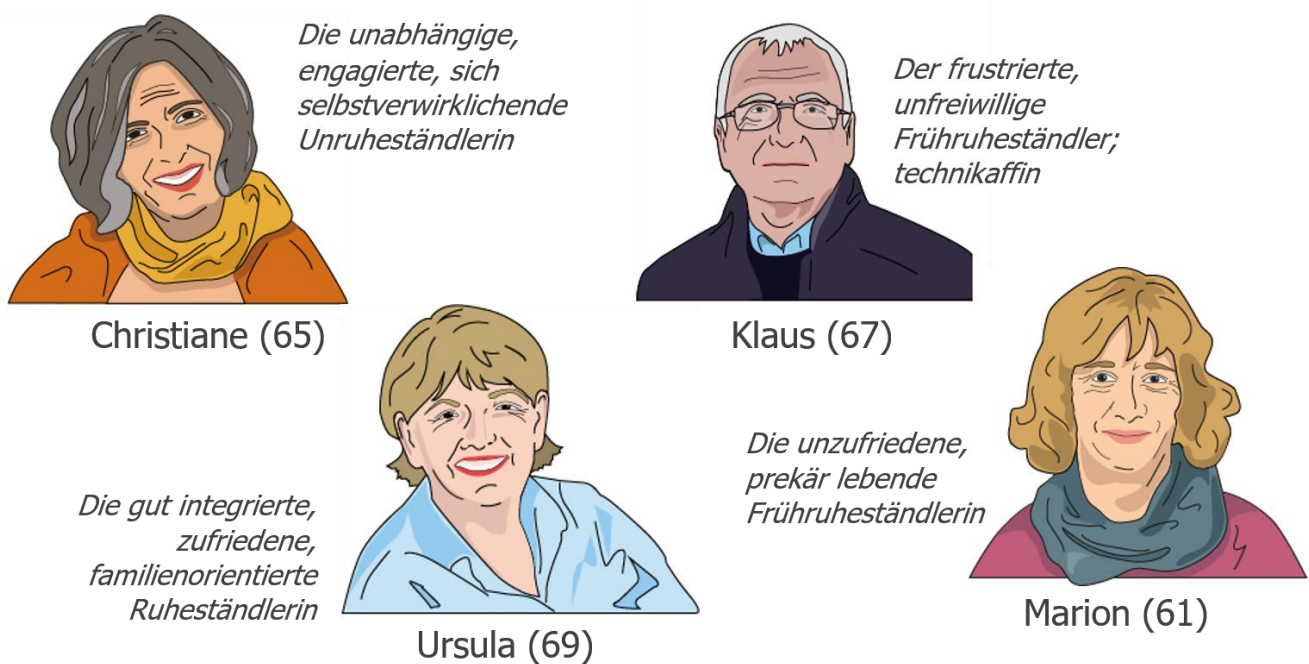 Die unabhängige,
engagierte, sich
selbstverwirklichende
Unruheständlerin
Christiane (65)
Der frustrierte,
unfreiwillige
Frühruheständler;
technikaffin
Klaus (67)
Die gut integrierte,
zufriedene,
familienorientierte
Ruheständlerin
Ursula (69)
Die unzufriedene,
prekär lebende
Frühruheständlerin
Marion (61)